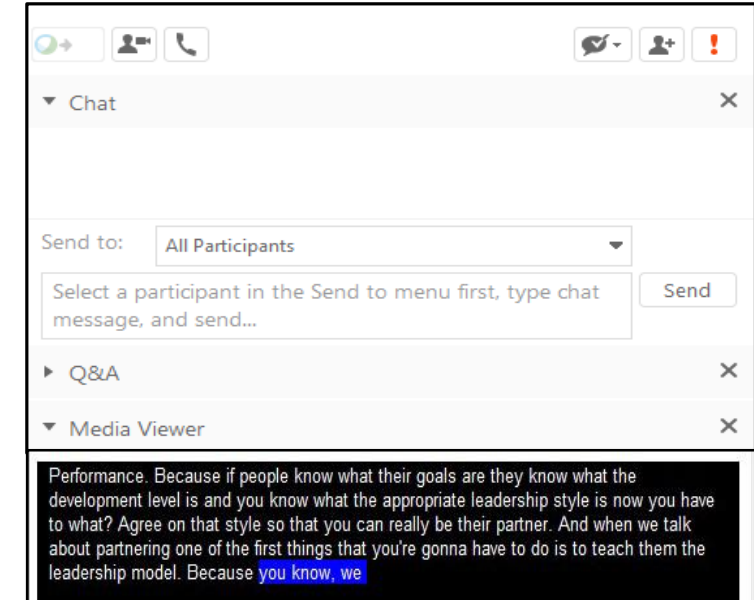 Chat
Send to:
All Participants
Select a participant in the Send to menu first, type chat
message, and send...
Send
Q&A
Media Viewer
Performance. Because if people know what their goals are they know what the
development level is and you know what the appropriate leadership style is now you have
to what? Agree on that style so that you can really be their partner. And when we talk
about partnering one of the first things that you're gonna have to do is to teach them the
leadership model. Because you know, we